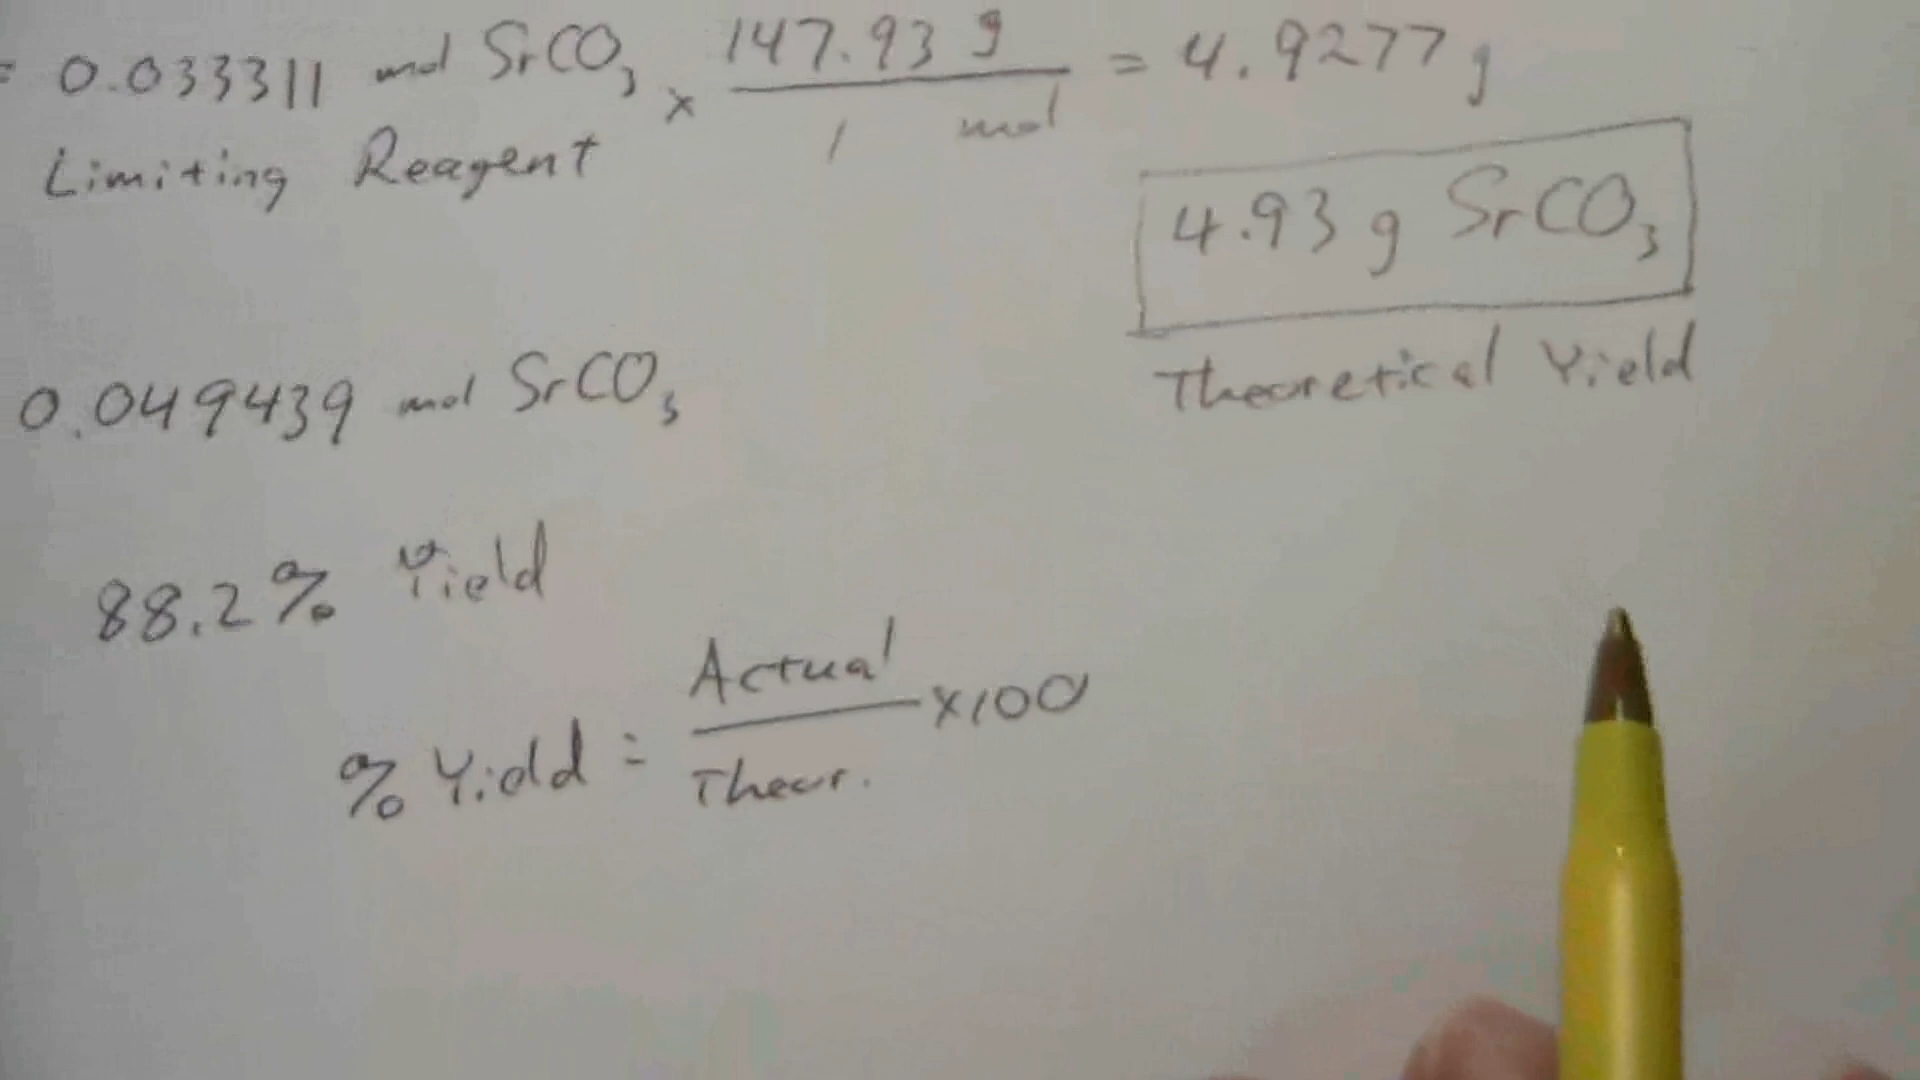 = 0.033311 mol SrCO₃ x 147.93 g / 1 mol = 4.9277 g
Limiting Reagent
4.93 g SrCO₃
Theoretical Yield
0.049439 mol SrCO₃
88.2% Yield
% Yield = Actual / Theor. x100